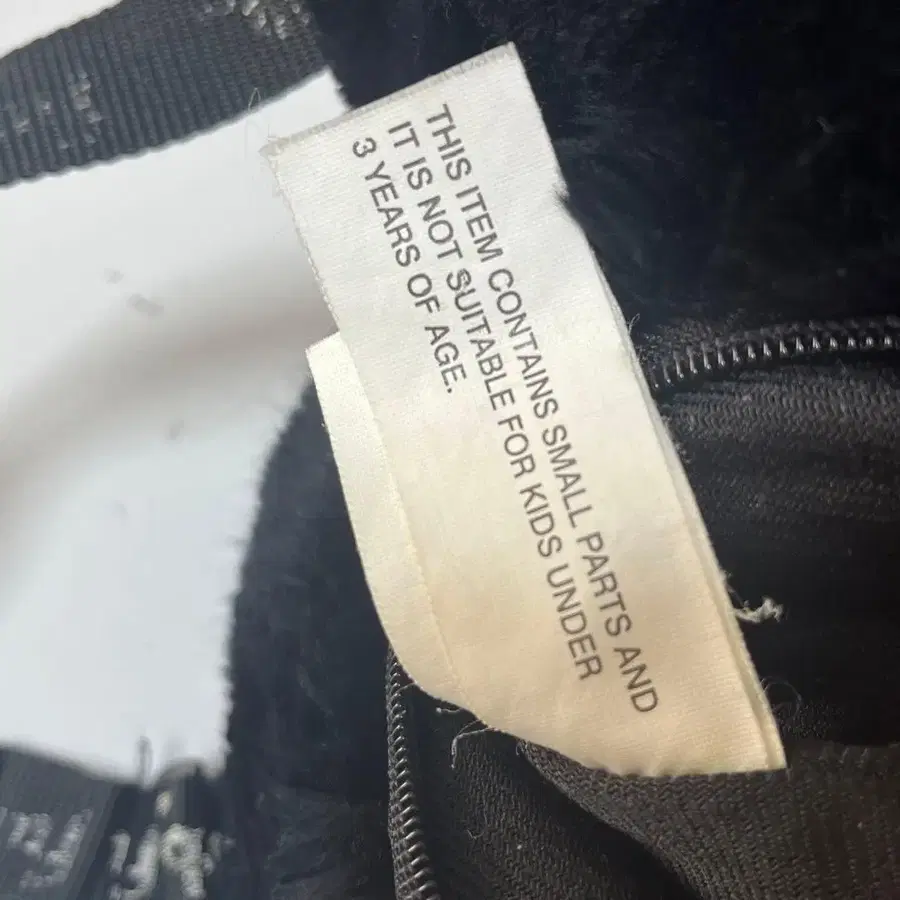 THIS ITEM CONTAINS SMALL PARTS AND
IT IS NOT SUITABLE FOR KIDS UNDER
3 YEARS OF AGE.